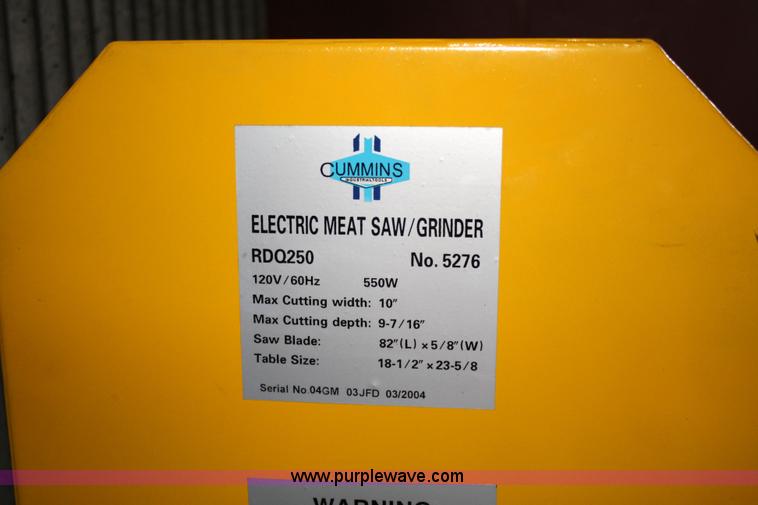 CUMMINS
INDUSTRIAL TOOLS
ELECTRIC MEAT SAW/GRINDER
RDQ250 No. 5276
120V/60Hz 550W
Max Cutting width: 10"
Max Cutting depth: 9-7/16"
Saw Blade: 82"(L) x 5/8"(W)
Table Size: 18-1/2" x 23-5/8
Serial No.04GM 03JFD 03/2004
www.purplewave.com
WARNING